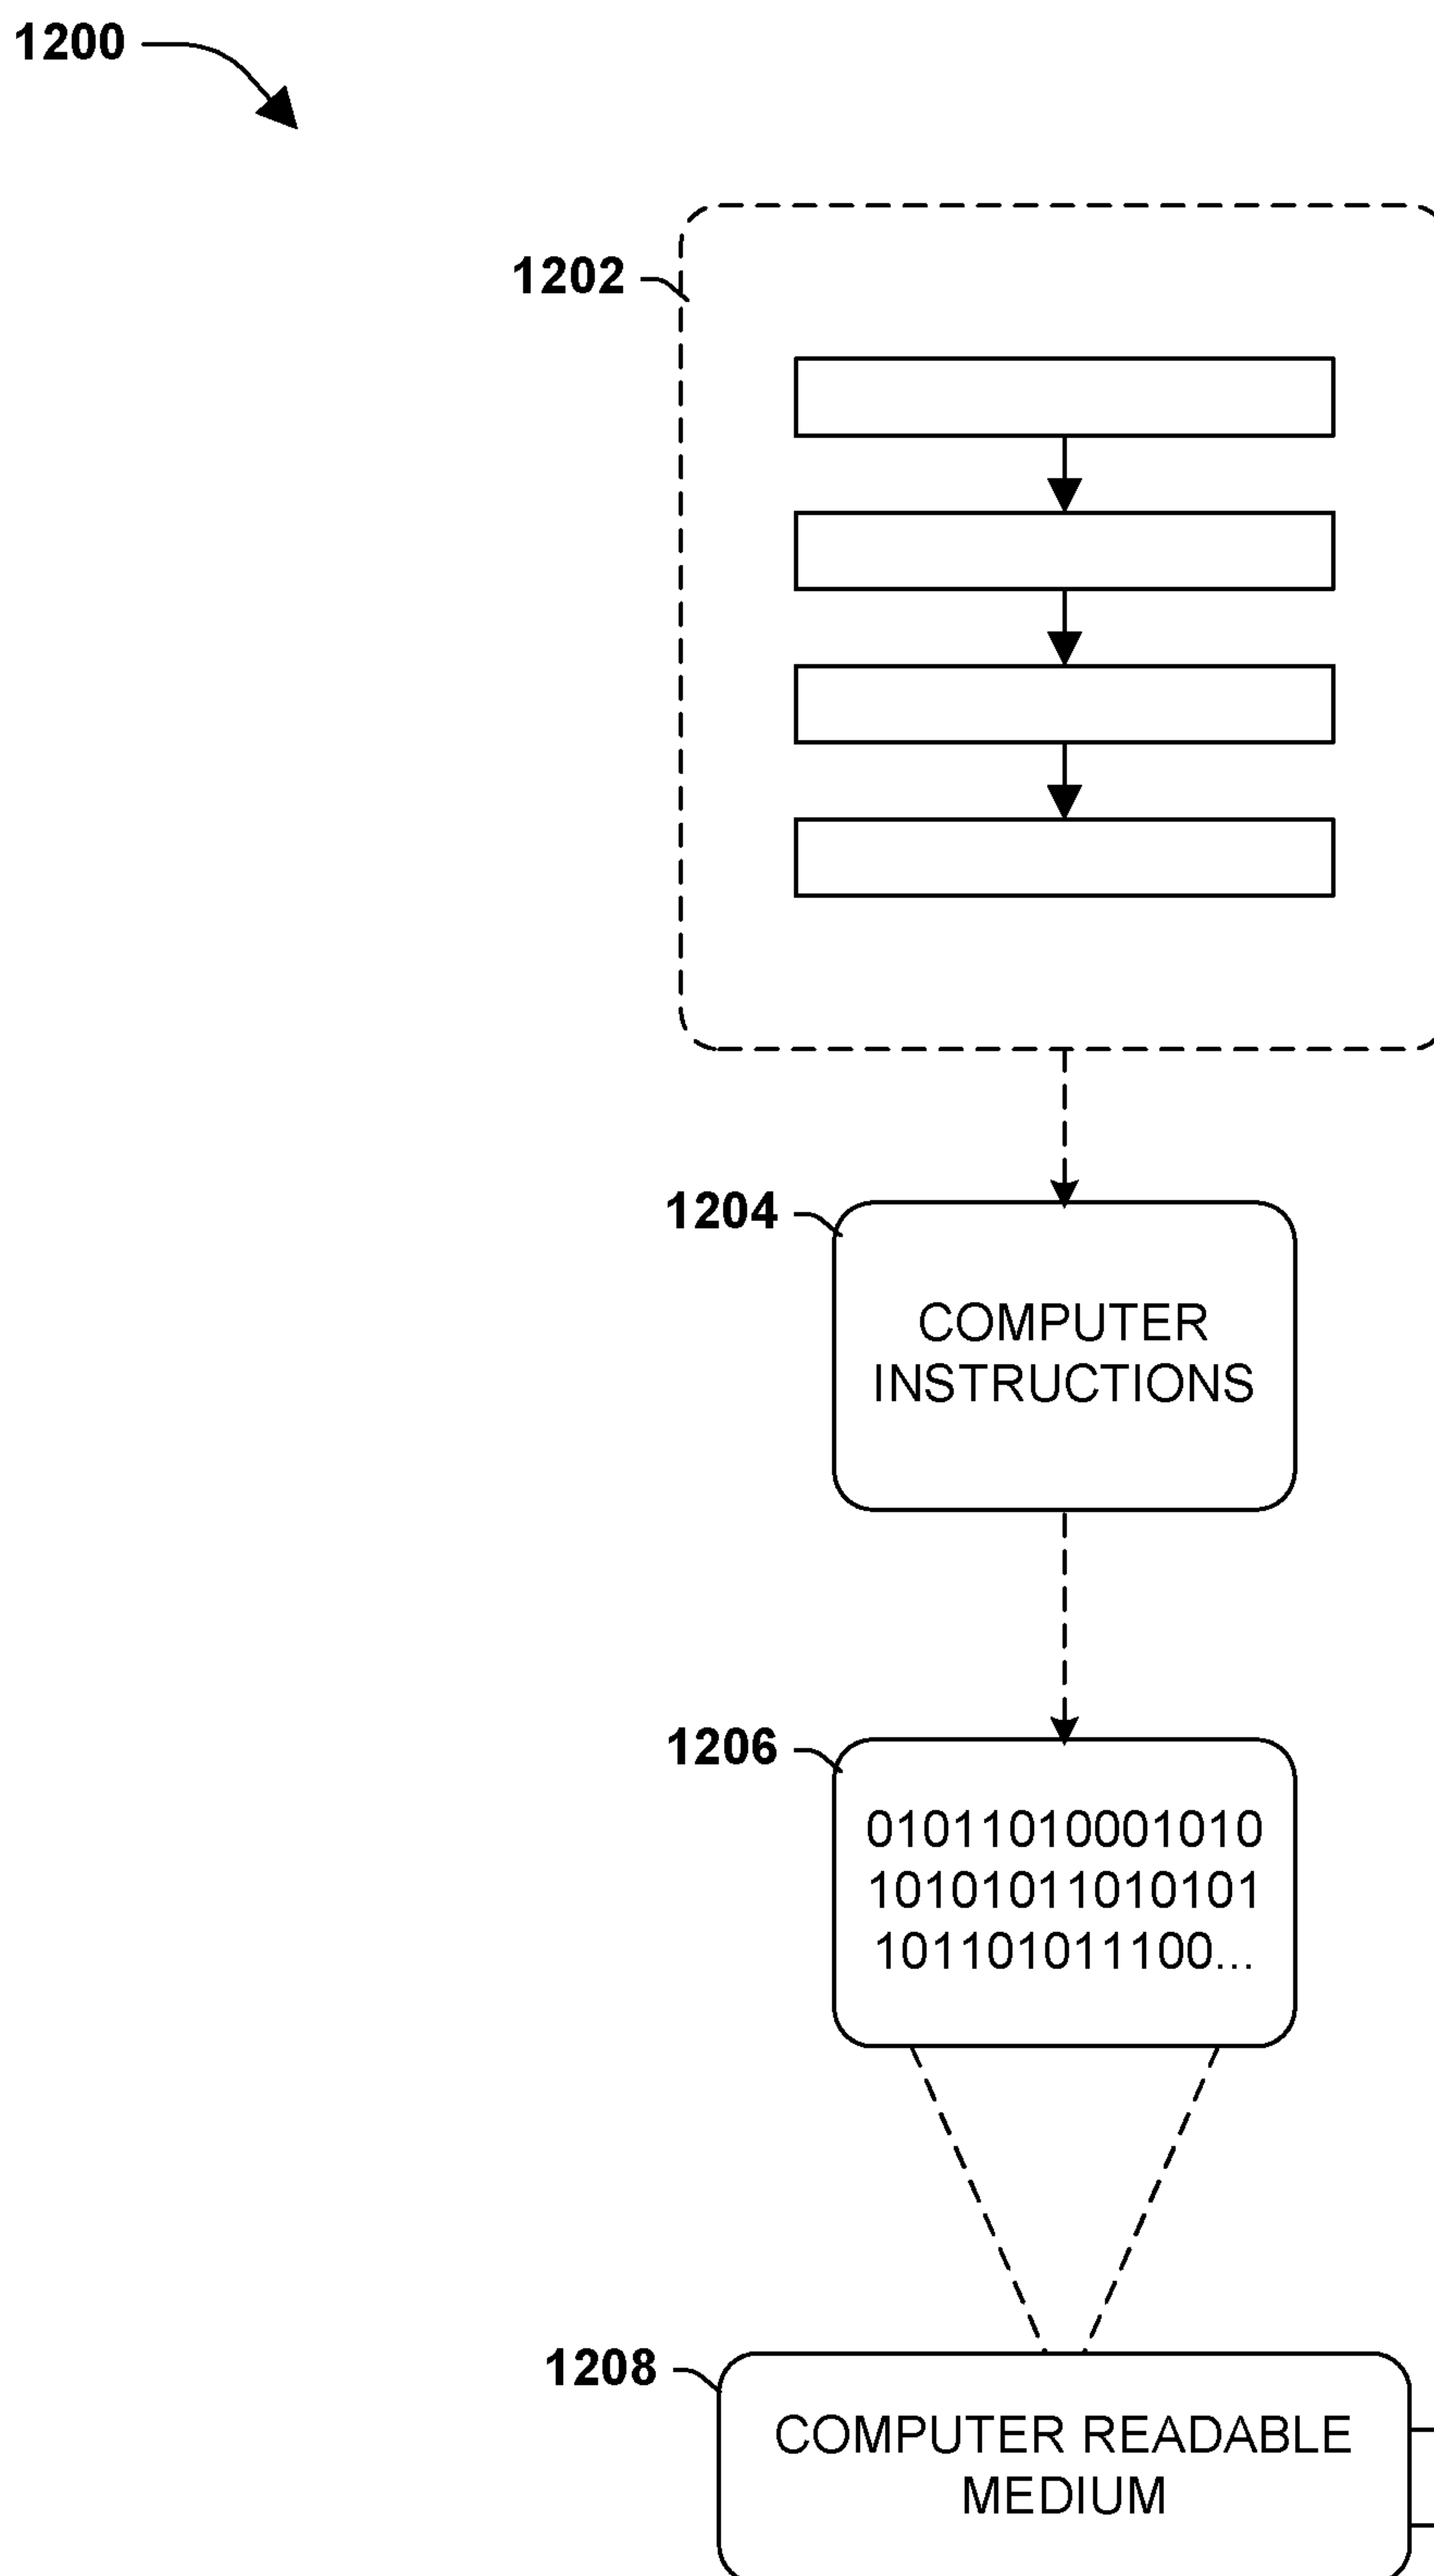 1200
1202
1204
COMPUTER
INSTRUCTIONS
1206
01011010001010
10101011010101
101101011100...
1208
COMPUTER READABLE
MEDIUM